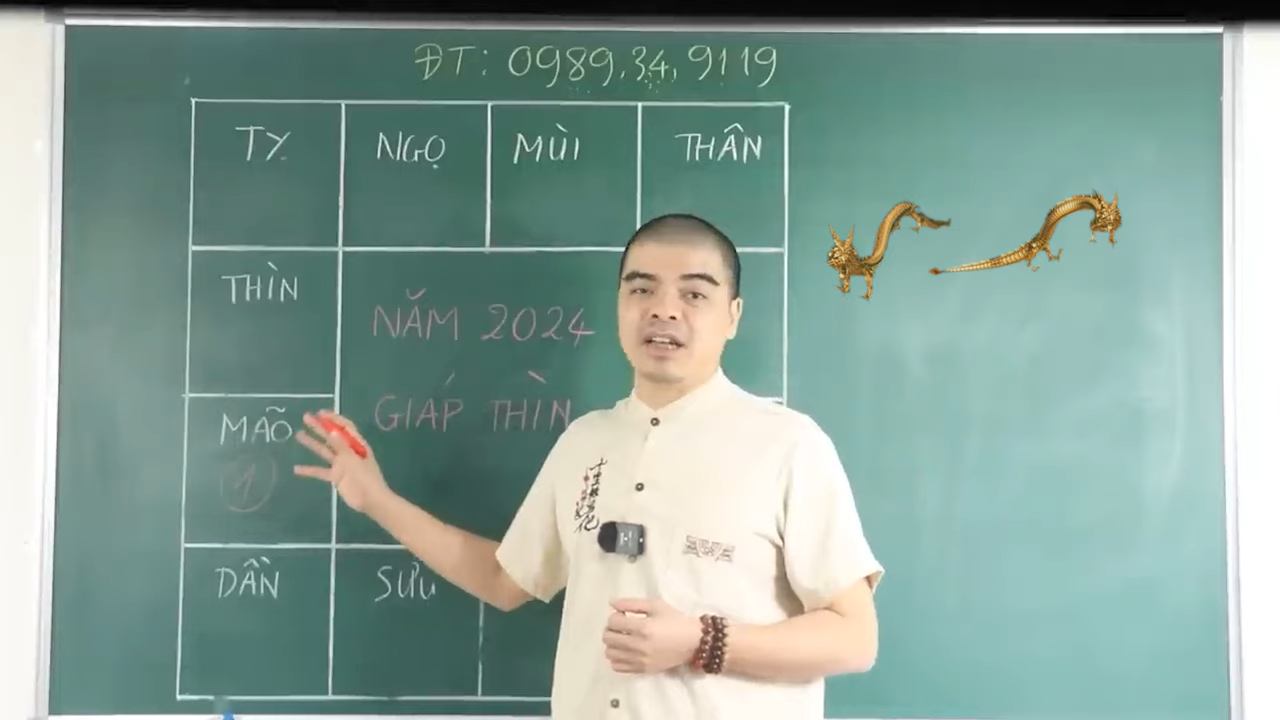 ĐT: 0989.34.9119
TỴ NGỌ MÙI THÂN
THÌN
NĂM 2024
GIÁP THÌN
MÃO
1
DẦN SỬU